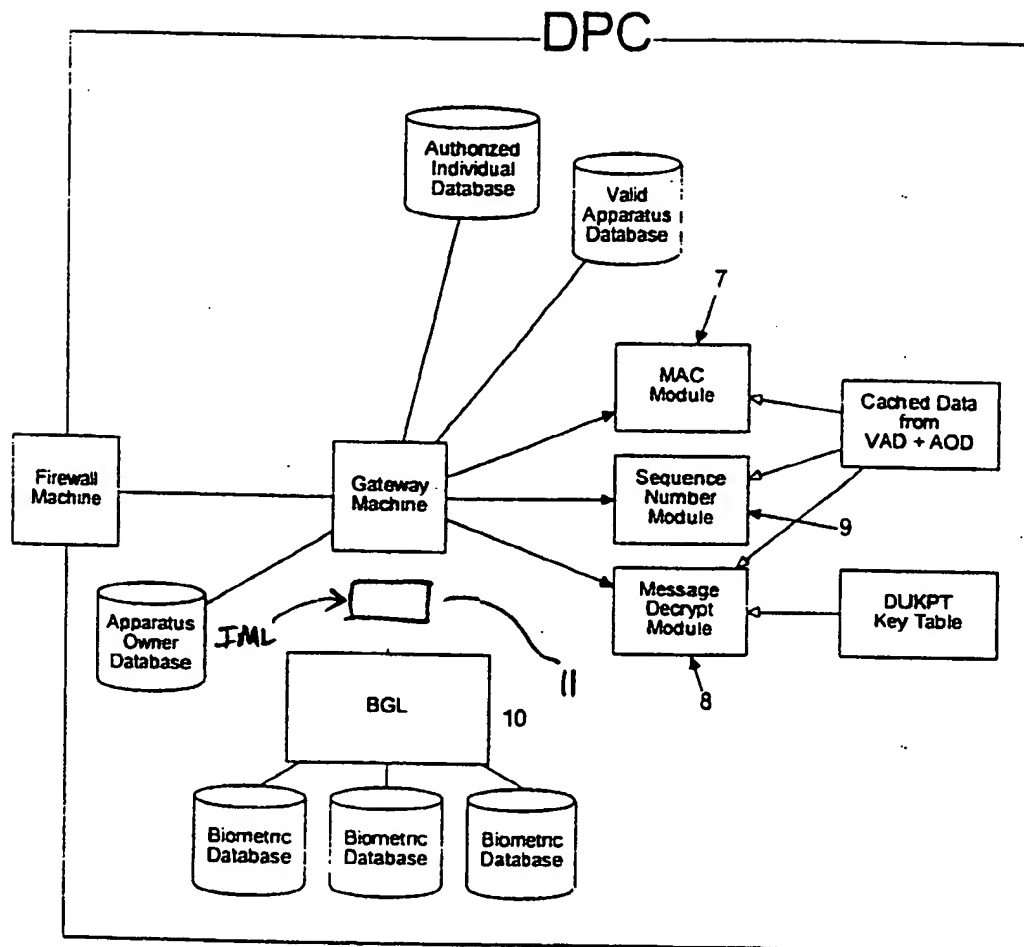 DPC
Authorized
Individual
Database
Valid
Apparatus
Database
7
MAC
Module
Cached Data
from
VAD + AOD
Firewall
Machine
Gateway
Machine
Sequence
Number
Module
9
Apparatus
Owner
Database
IML
11
Message
Decrypt
Module
8
DUKPT
Key Table
BGL
10
Biometric
Database
Biometric
Database
Biometric
Database